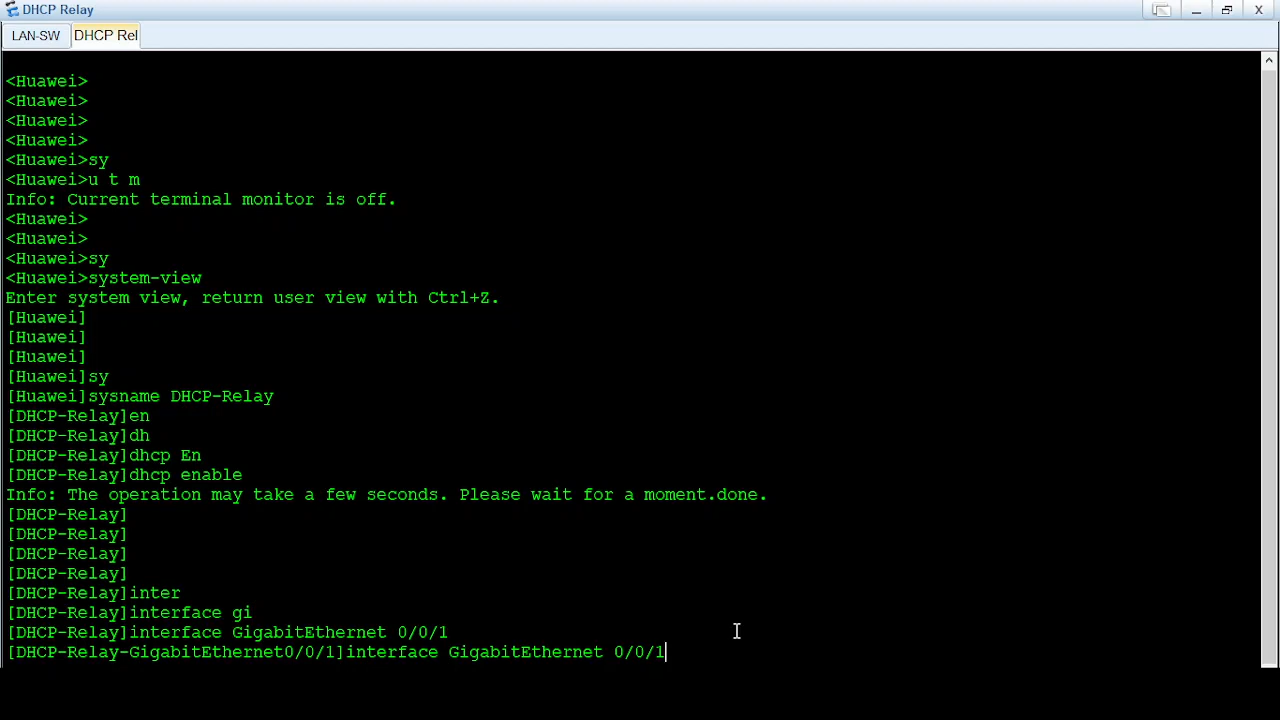 DHCP Relay
X
LAN-SW DHCP Rel
<Huawei>
<Huawei>
<Huawei>
<Huawei>
<Huawei>sy
<Huawei>u t m
Info: Current terminal monitor is off.
<Huawei>
<Huawei>
<Huawei>sy
<Huawei>system-view
Enter system view, return user view with Ctrl+Z.
[Huawei]
[Huawei]
[Huawei]
[Huawei]sy
[Huawei]sysname DHCP-Relay
[DHCP-Relay]en
[DHCP-Relay]dh
[DHCP-Relay]dhcp En
[DHCP-Relay]dhcp enable
Info: The operation may take a few seconds. Please wait for a moment.done.
[DHCP-Relay]
[DHCP-Relay]
[DHCP-Relay]
[DHCP-Relay]
[DHCP-Relay]inter
[DHCP-Relay]interface gi
[DHCP-Relay]interface GigabitEthernet 0/0/1
[DHCP-Relay-GigabitEthernet0/0/1]interface GigabitEthernet 0/0/1